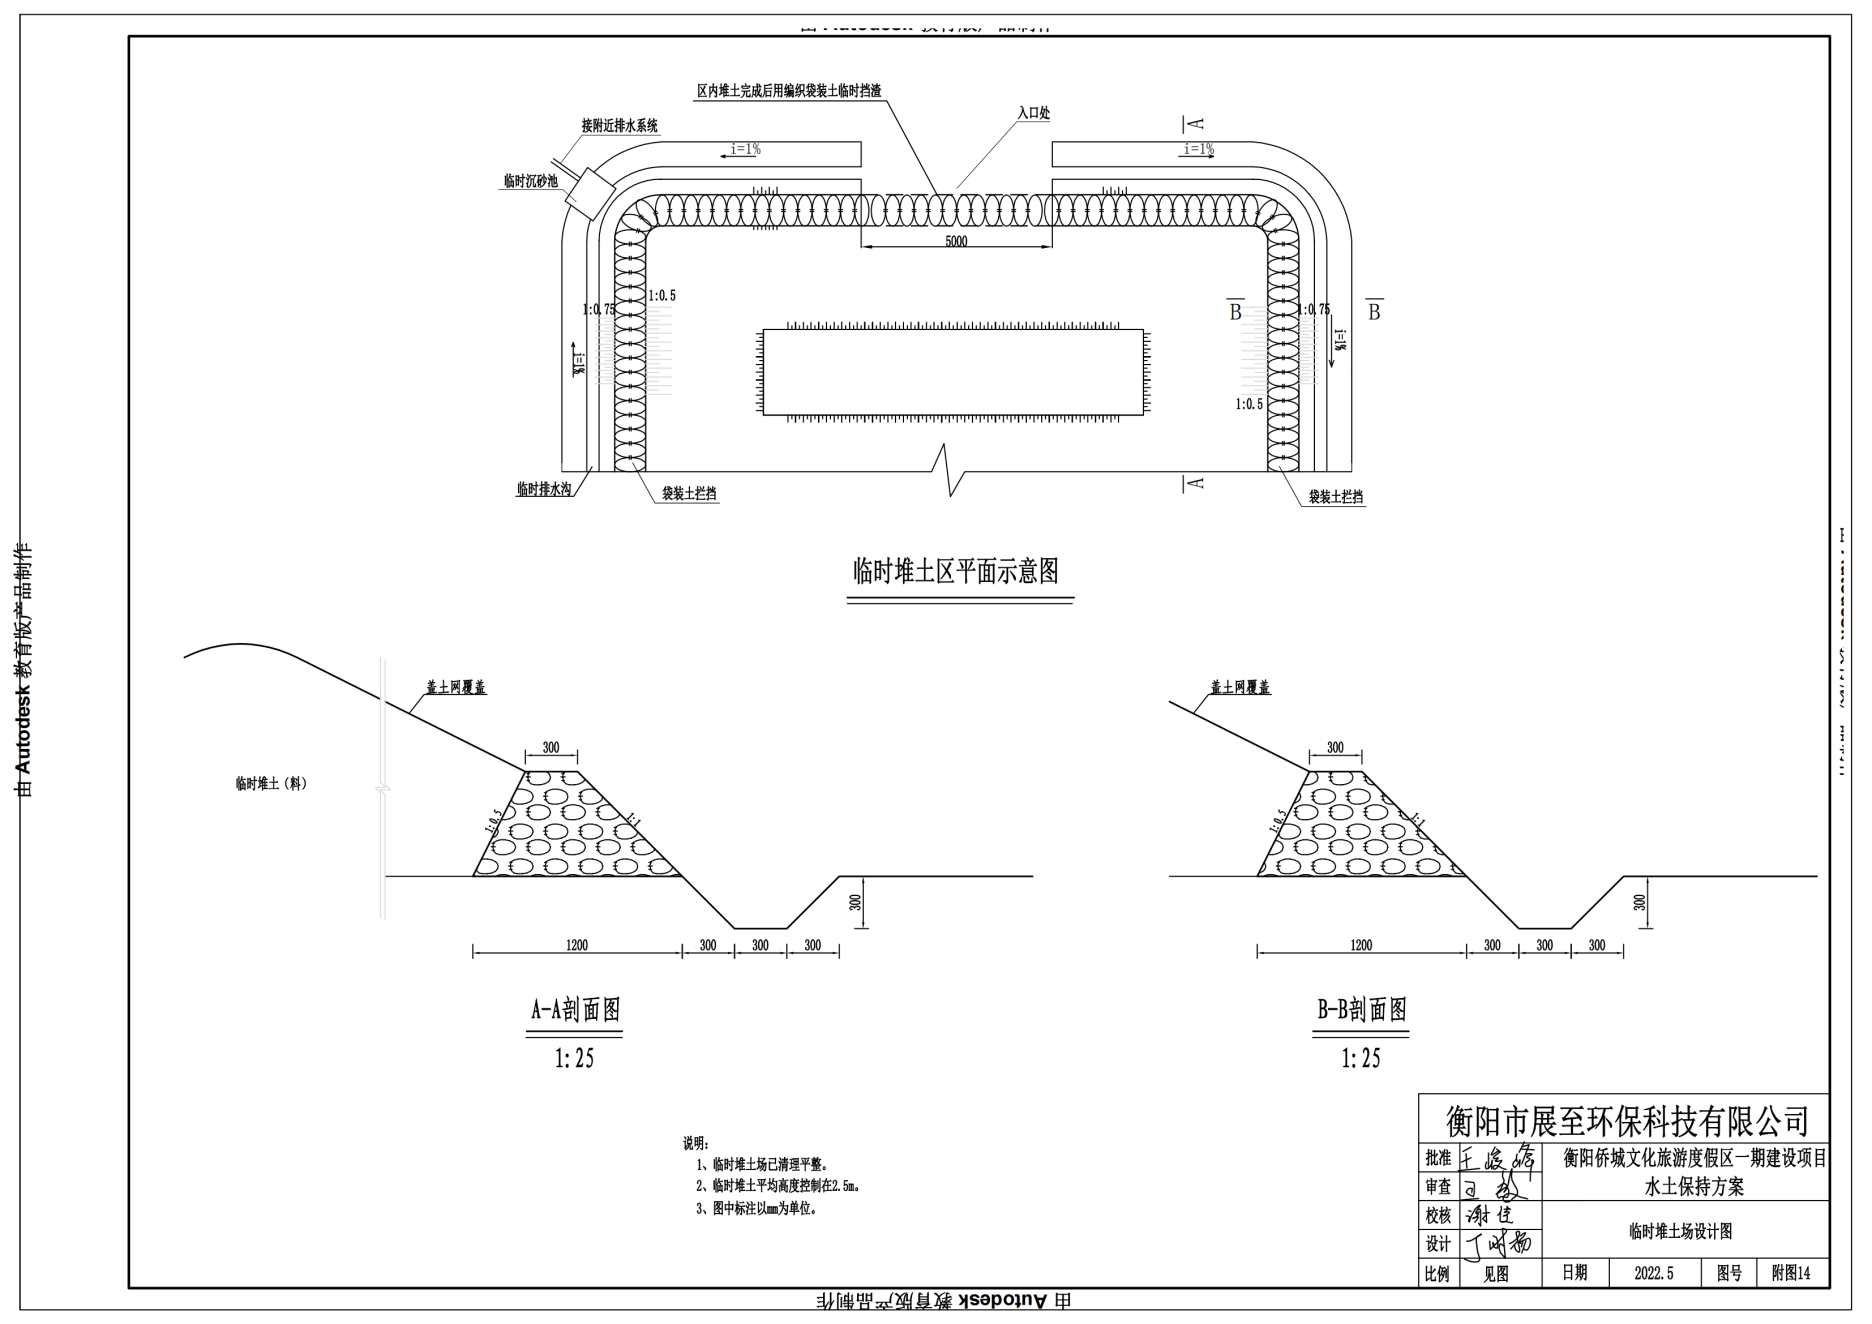 由 Autodesk 教育版产品制作
区内堆土完成后用编织袋装土临时挡渣
入口处
A
接附近排水系统
i=1%
i=1%
临时沉砂池
5000
1:0.5
1:0.75
B
1:0.75
B
i=1%
i=1%
1:0.5
临时排水沟
袋装土拦挡
A
袋装土拦挡
临时堆土区平面示意图
由 Autodesk 教育版产品制作
盖土网覆盖
300
临时堆土（料）
1:0.5
1:1
300
1200
300
300
300
A-A剖面图
1:25
盖土网覆盖
300
1:0.5
1:1
300
1200
300
300
300
B-B剖面图
1:25
说明:
1、临时堆土场已清理平整。
2、临时堆土平均高度控制在2.5m。
3、图中标注以mm为单位。
衡阳市展至环保科技有限公司
批准 王峻峰
衡阳侨城文化旅游度假区一期建设项目
审查
水土保持方案
校核 谢佳
设计
临时堆土场设计图
比例 见图 日期 2022.5 图号 附图14
由 Autodesk 教育版产品制作